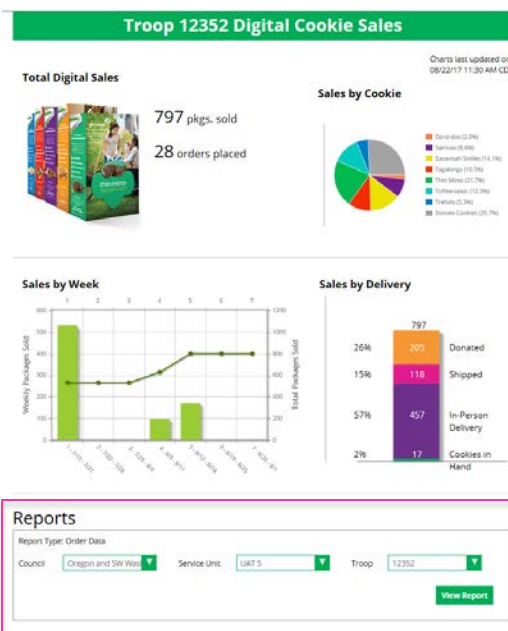 Troop 12352 Digital Cookie Sales
Charts last updated on
08/22/17 11:30 AM CD
Total Digital Sales
797 pkgs. sold
28 orders placed
Sales by Cookie
Do-si-dos (2.0%)
Samoas (8.4%)
Savannah Smiles (14.1%)
Tagalongs (10.5%)
Thin Mints (21.7%)
Toffee-tastic (12.3%)
Trefoils (5.3%)
Donate Cookies (25.7%)
Sales by Week
1 2 3 4 5 6 7
Weekly Packages Sold
600
500
400
300
200
100
0
1200
1000
800
600
400
200
0
Total Packages Sold
Sales by Delivery
797
26% 205 Donated
15% 118 Shipped
57% 457 In-Person
Delivery
2% 17 Cookies in
Hand
Reports
Report Type: Order Data
Council Oregon and SW Was Service Unit UAT 5 Troop 12352
View Report